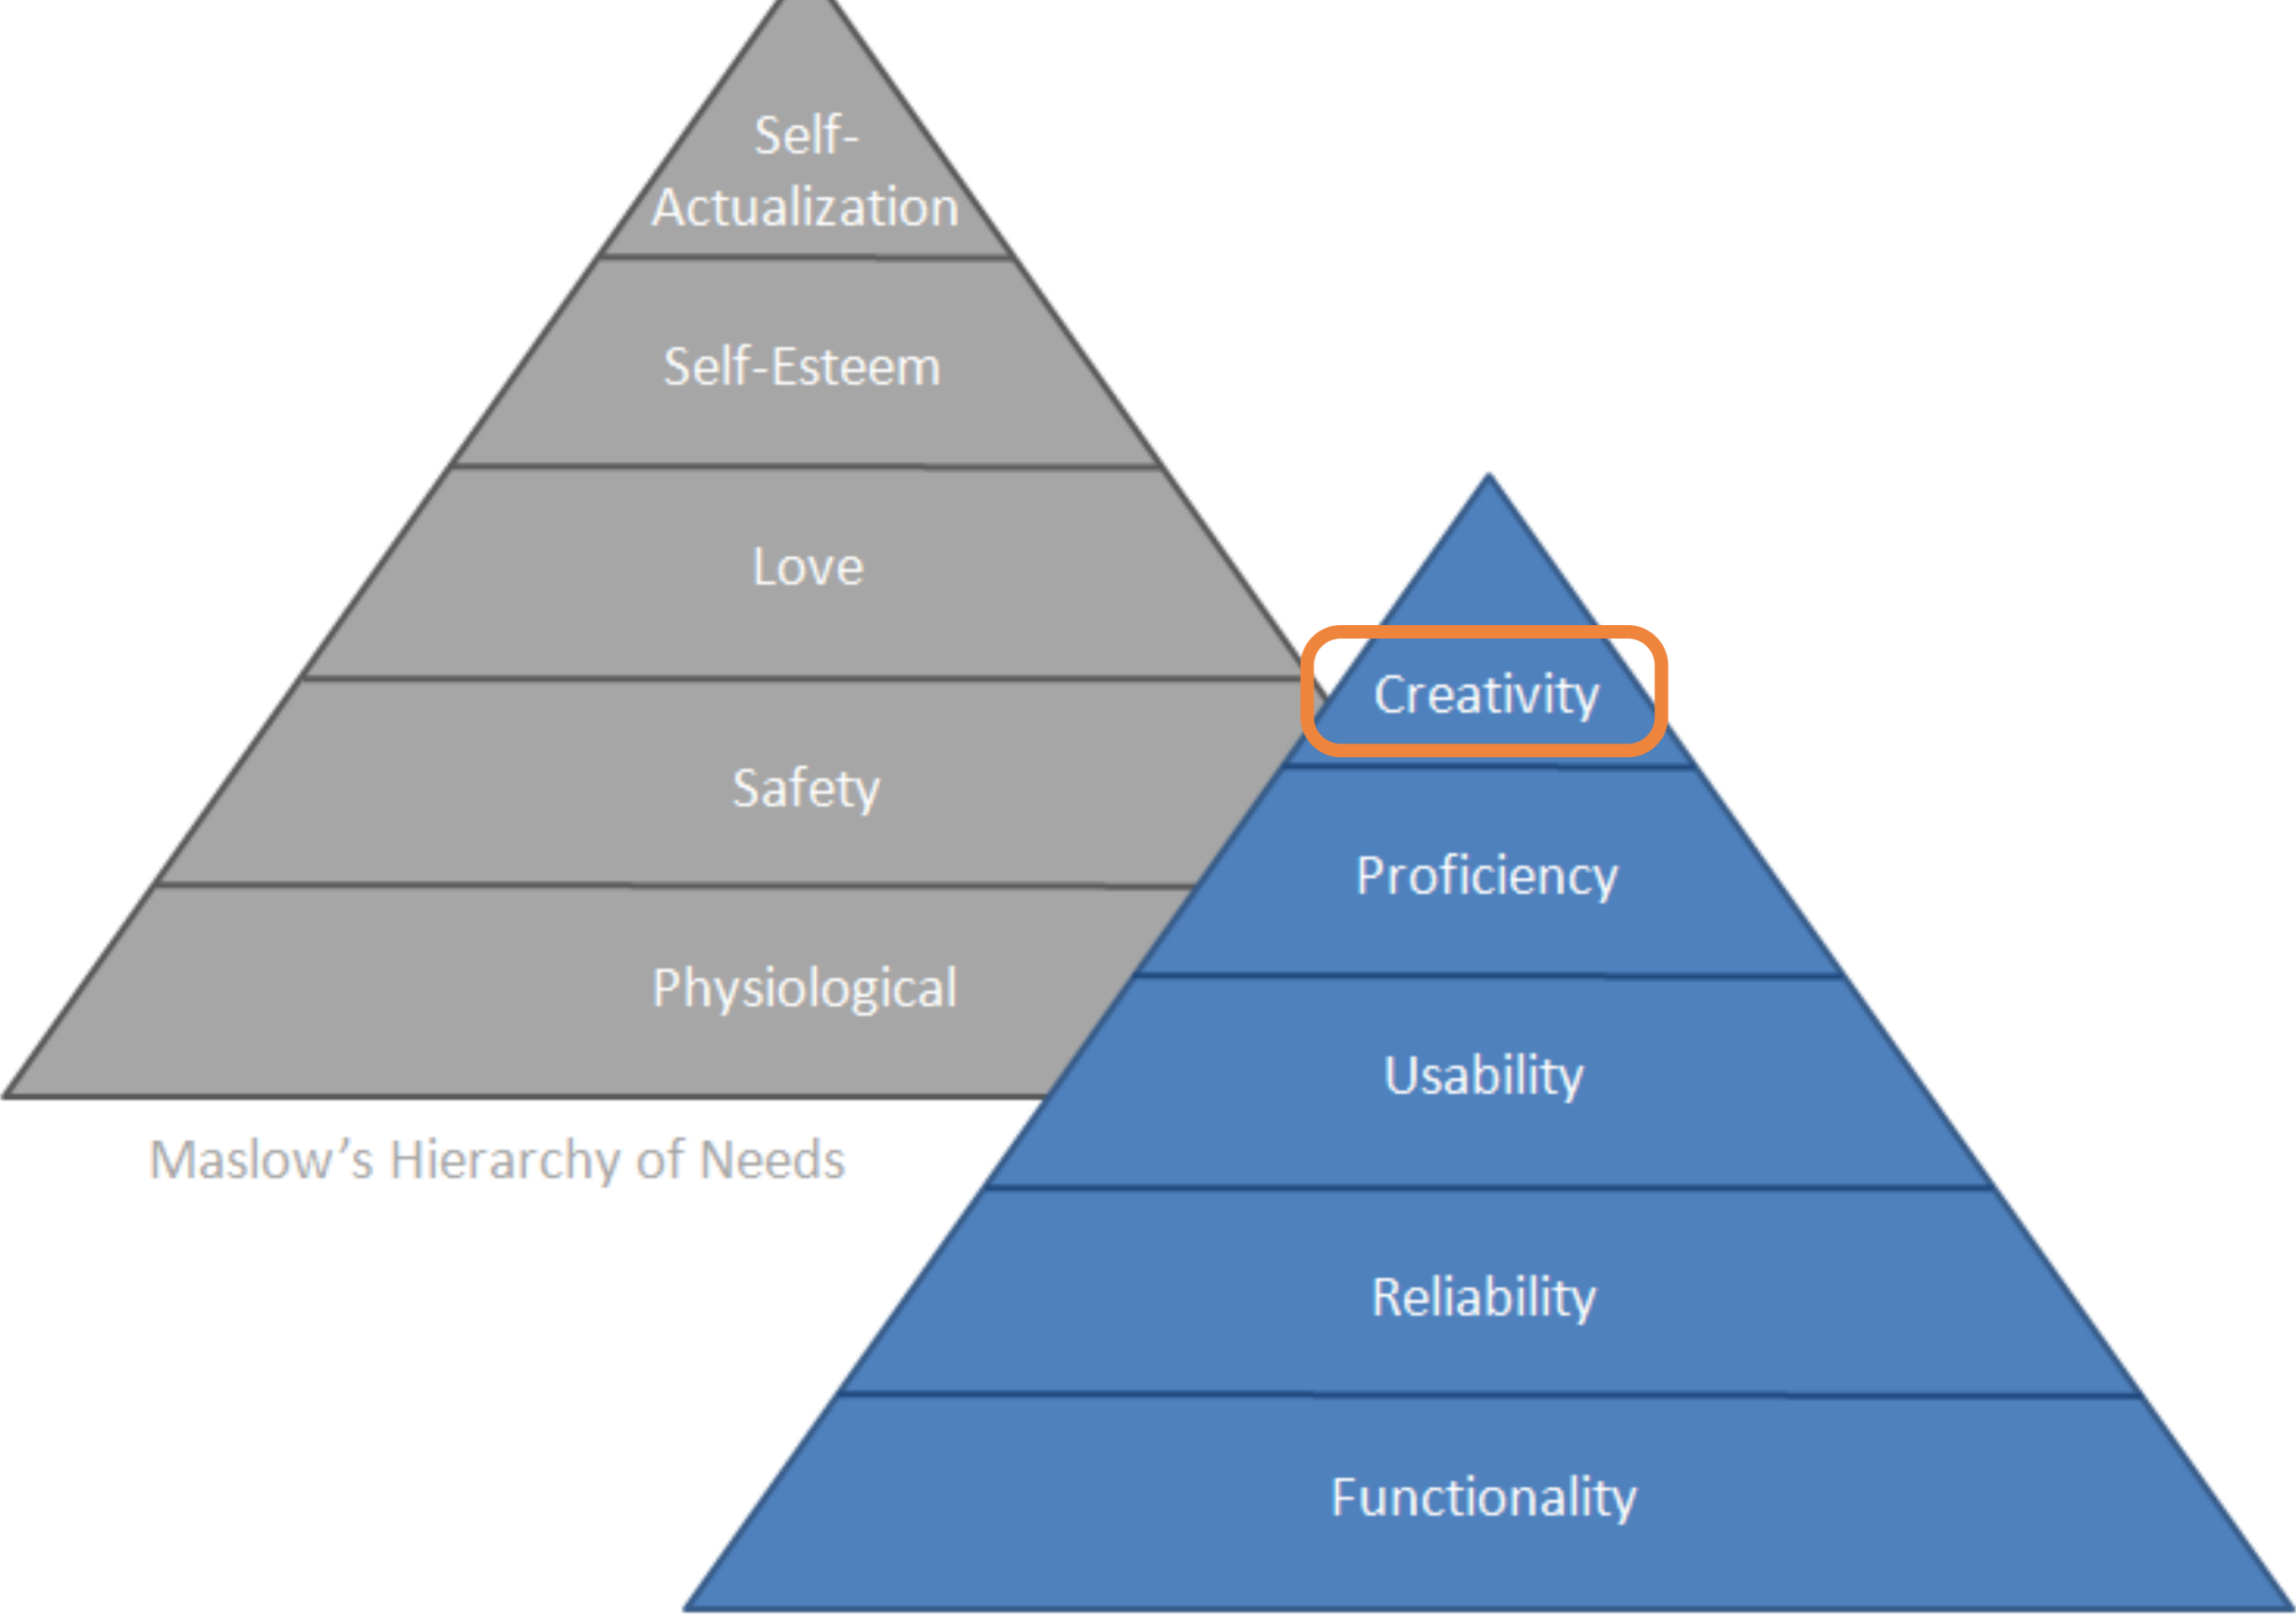 Self-
Actualization
Self-Esteem
Love
Safety
Physiological
Maslow’s Hierarchy of Needs
Creativity
Proficiency
Usability
Reliability
Functionality